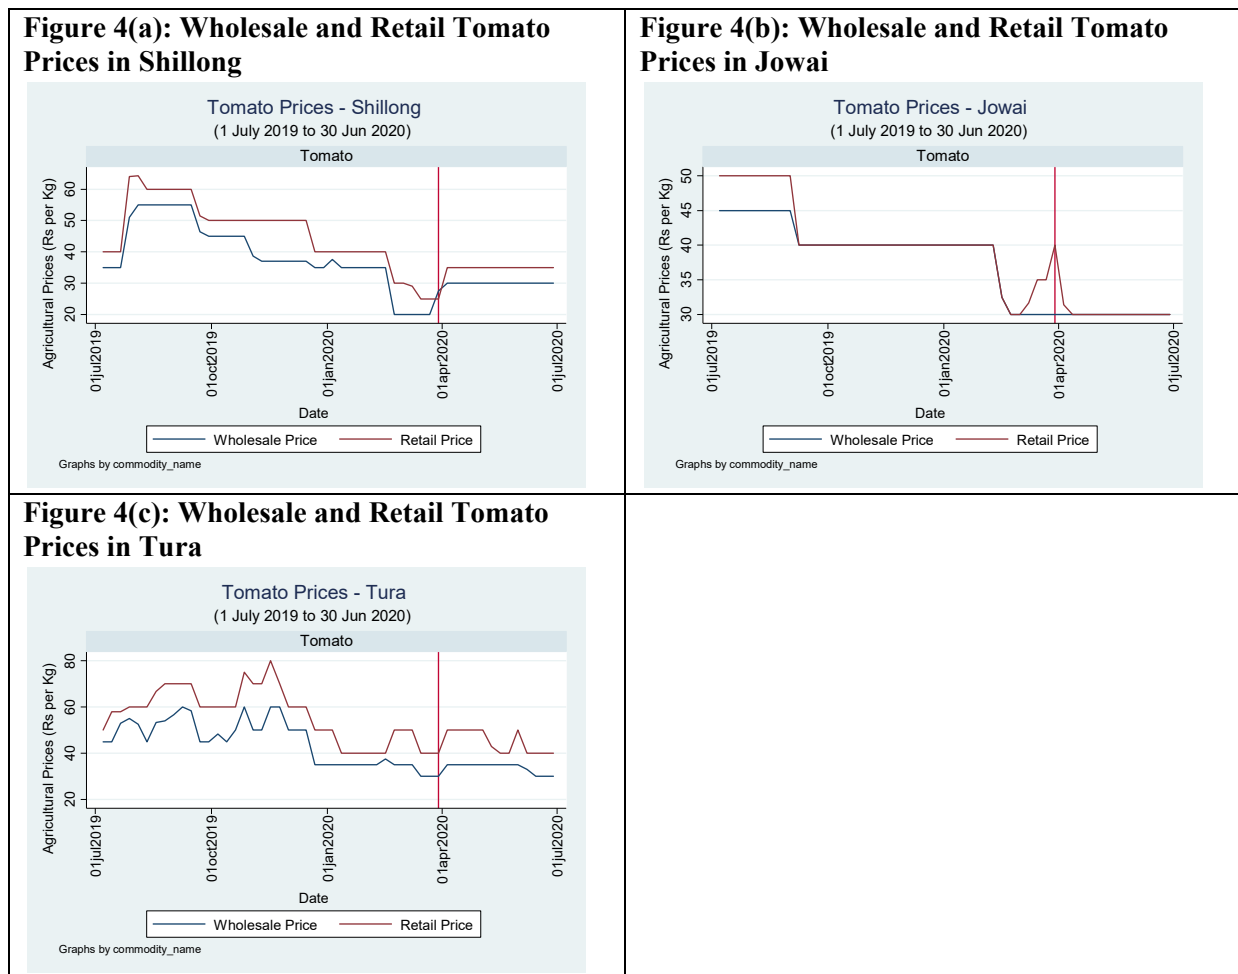 Figure 4(a): Wholesale and Retail Tomato
Prices in Shillong
Tomato Prices - Shillong
(1 July 2019 to 30 Jun 2020)
Tomato
Agricultural Prices (Rs per Kg)
60
50
40
30
20
01jul2019
01oct2019
01jan2020
01apr2020
01jul2020
Date
Wholesale Price
Retail Price
Graphs by commodity_name
Figure 4(b): Wholesale and Retail Tomato
Prices in Jowai
Tomato Prices - Jowai
(1 July 2019 to 30 Jun 2020)
Tomato
Agricultural Prices (Rs per Kg)
50
45
40
35
30
01jul2019
01oct2019
01jan2020
01apr2020
01jul2020
Date
Wholesale Price
Retail Price
Graphs by commodity_name
Figure 4(c): Wholesale and Retail Tomato
Prices in Tura
Tomato Prices - Tura
(1 July 2019 to 30 Jun 2020)
Tomato
Agricultural Prices (Rs per Kg)
80
60
40
20
01jul2019
01oct2019
01jan2020
01apr2020
01jul2020
Date
Wholesale Price
Retail Price
Graphs by commodity_name